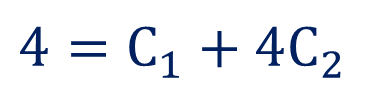 4 = C₁ + 4C₂